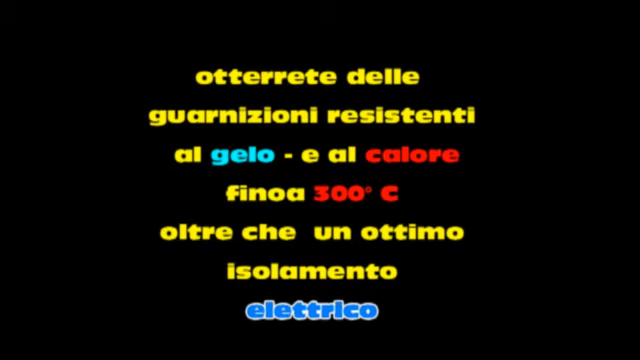 otterrete delle
guarnizioni resistenti
al gelo - e al calore
finoa 300° C
oltre che un ottimo
isolamento
elettrico